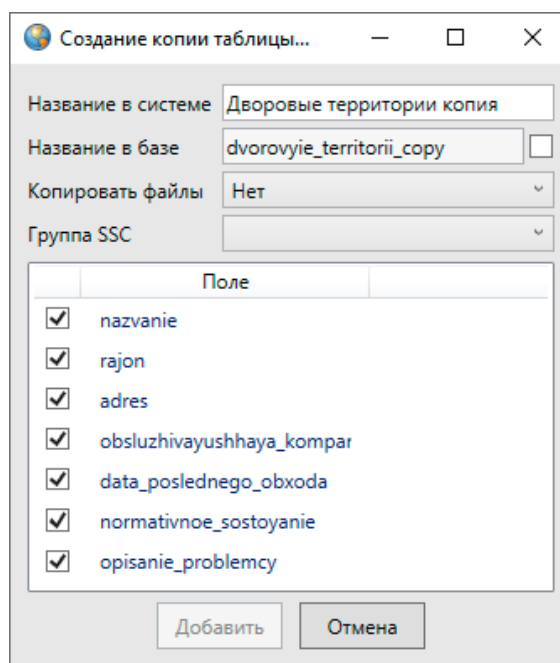 Создание копии таблицы...
Название в системе Дворовые территории копия
Название в базе dvorovyie_territorii_copy
Копировать файлы Нет
Группа SSC
Поле
nazvanie
rajon
adres
obsluzhivayushhaya_kompar
data_poslednego_obxoda
normativnoe_sostoyanie
opisanie_problemcy
Добавить Отмена